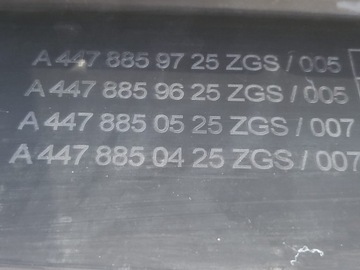 A 447 885 97 25 ZGS / 005
A 447 885 96 25 ZGS / 005
A 447 885 05 25 ZGS / 007
A 447 885 04 25 ZGS / 007